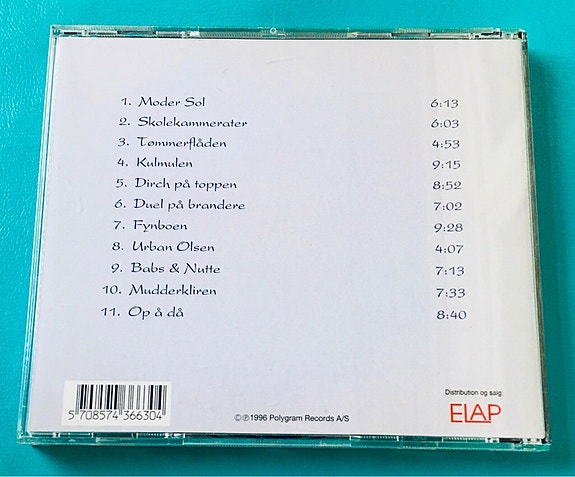 1. Moder Sol 6:13
2. Skolekammerater 6:03
3. Tømmerflåden 4:53
4. Kulmulen 9:15
5. Dirch på toppen 8:52
6. Duel på brandere 7:02
7. Fynboen 9:28
8. Urban Olsen 4:07
9. Babs & Nutte 7:13
10. Mudderkliren 7:33
11. Op å då 8:40
Distribution og salg:
ELAP
5 708574 366304
©℗1996 Polygram Records A/S